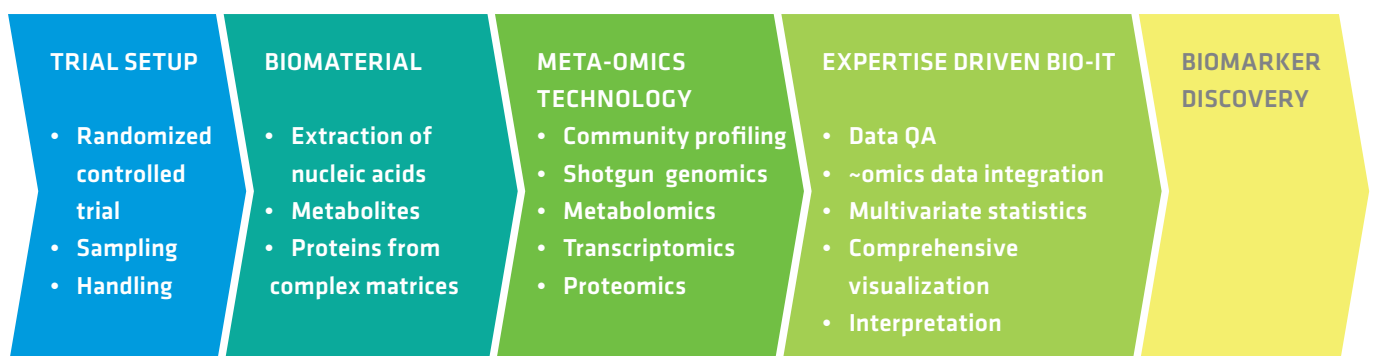 TRIAL SETUP
• Randomized
controlled
trial
• Sampling
• Handling
BIOMATERIAL
• Extraction of
nucleic acids
• Metabolites
• Proteins from
complex matrices
META-OMICS
TECHNOLOGY
• Community profiling
• Shotgun genomics
• Metabolomics
• Transcriptomics
• Proteomics
EXPERTISE DRIVEN BIO-IT
• Data QA
• ~omics data integration
• Multivariate statistics
• Comprehensive
visualization
• Interpretation
BIOMARKER
DISCOVERY